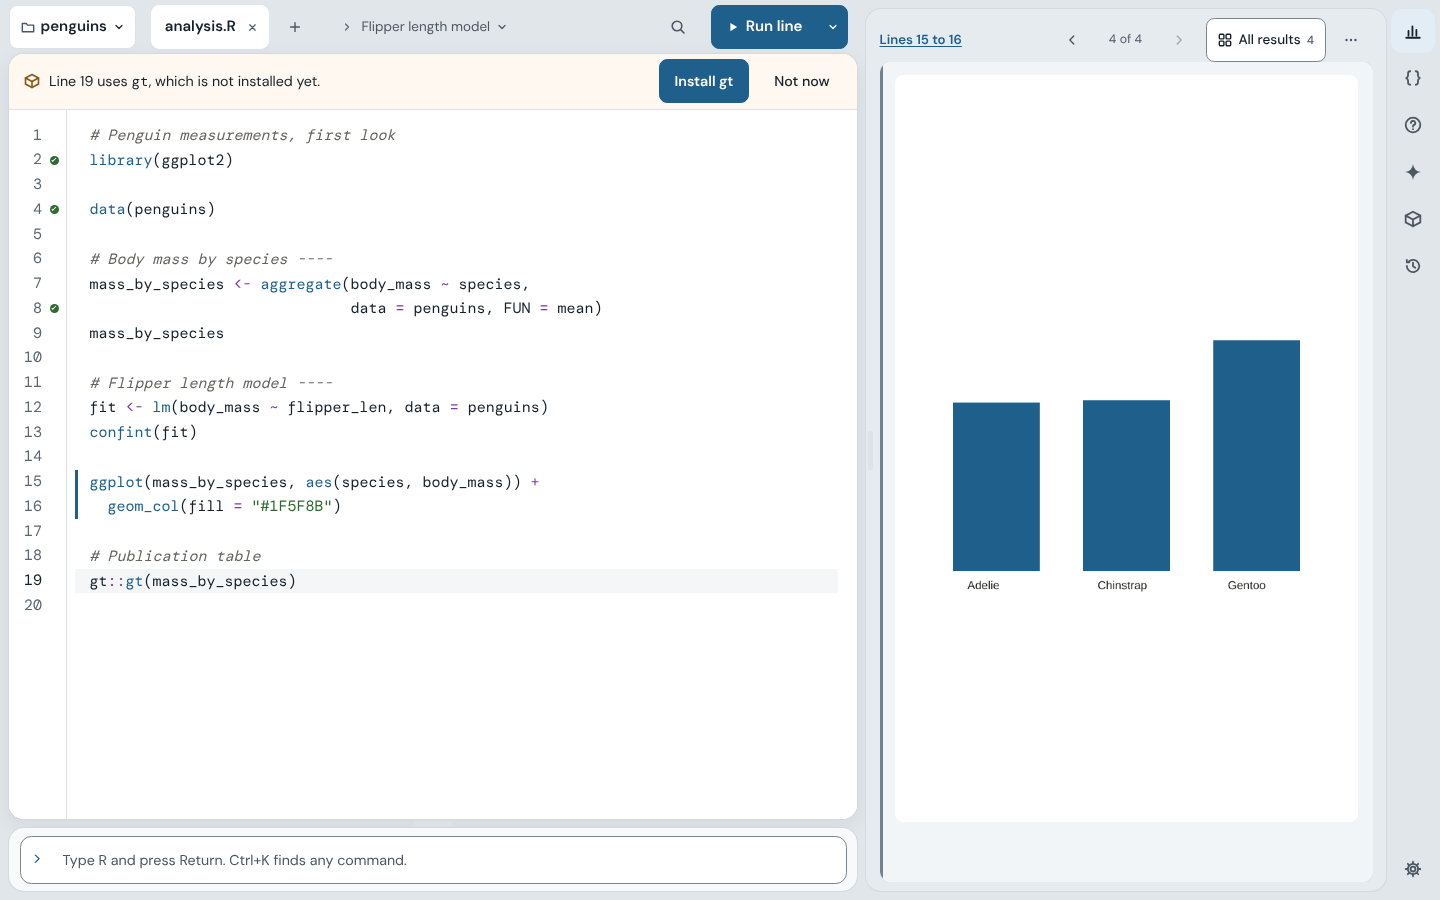 penguins
analysis.R
Flipper length model
Run line
Line 19 uses gt, which is not installed yet.
Install gt
Not now
1 # Penguin measurements, first look
2 library(ggplot2)
3
4 data(penguins)
5
6 # Body mass by species ----
7 mass_by_species <- aggregate(body_mass ~ species,
8 data = penguins, FUN = mean)
9 mass_by_species
10
11 # Flipper length model ----
12 fit <- lm(body_mass ~ flipper_len, data = penguins)
13 confint(fit)
14
15 ggplot(mass_by_species, aes(species, body_mass)) +
16 geom_col(fill = "#1F5F8B")
17
18 # Publication table
19 gt::gt(mass_by_species)
20
Type R and press Return. Ctrl+K finds any command.
Lines 15 to 16
4 of 4
All results 4
Adelie Chinstrap Gentoo